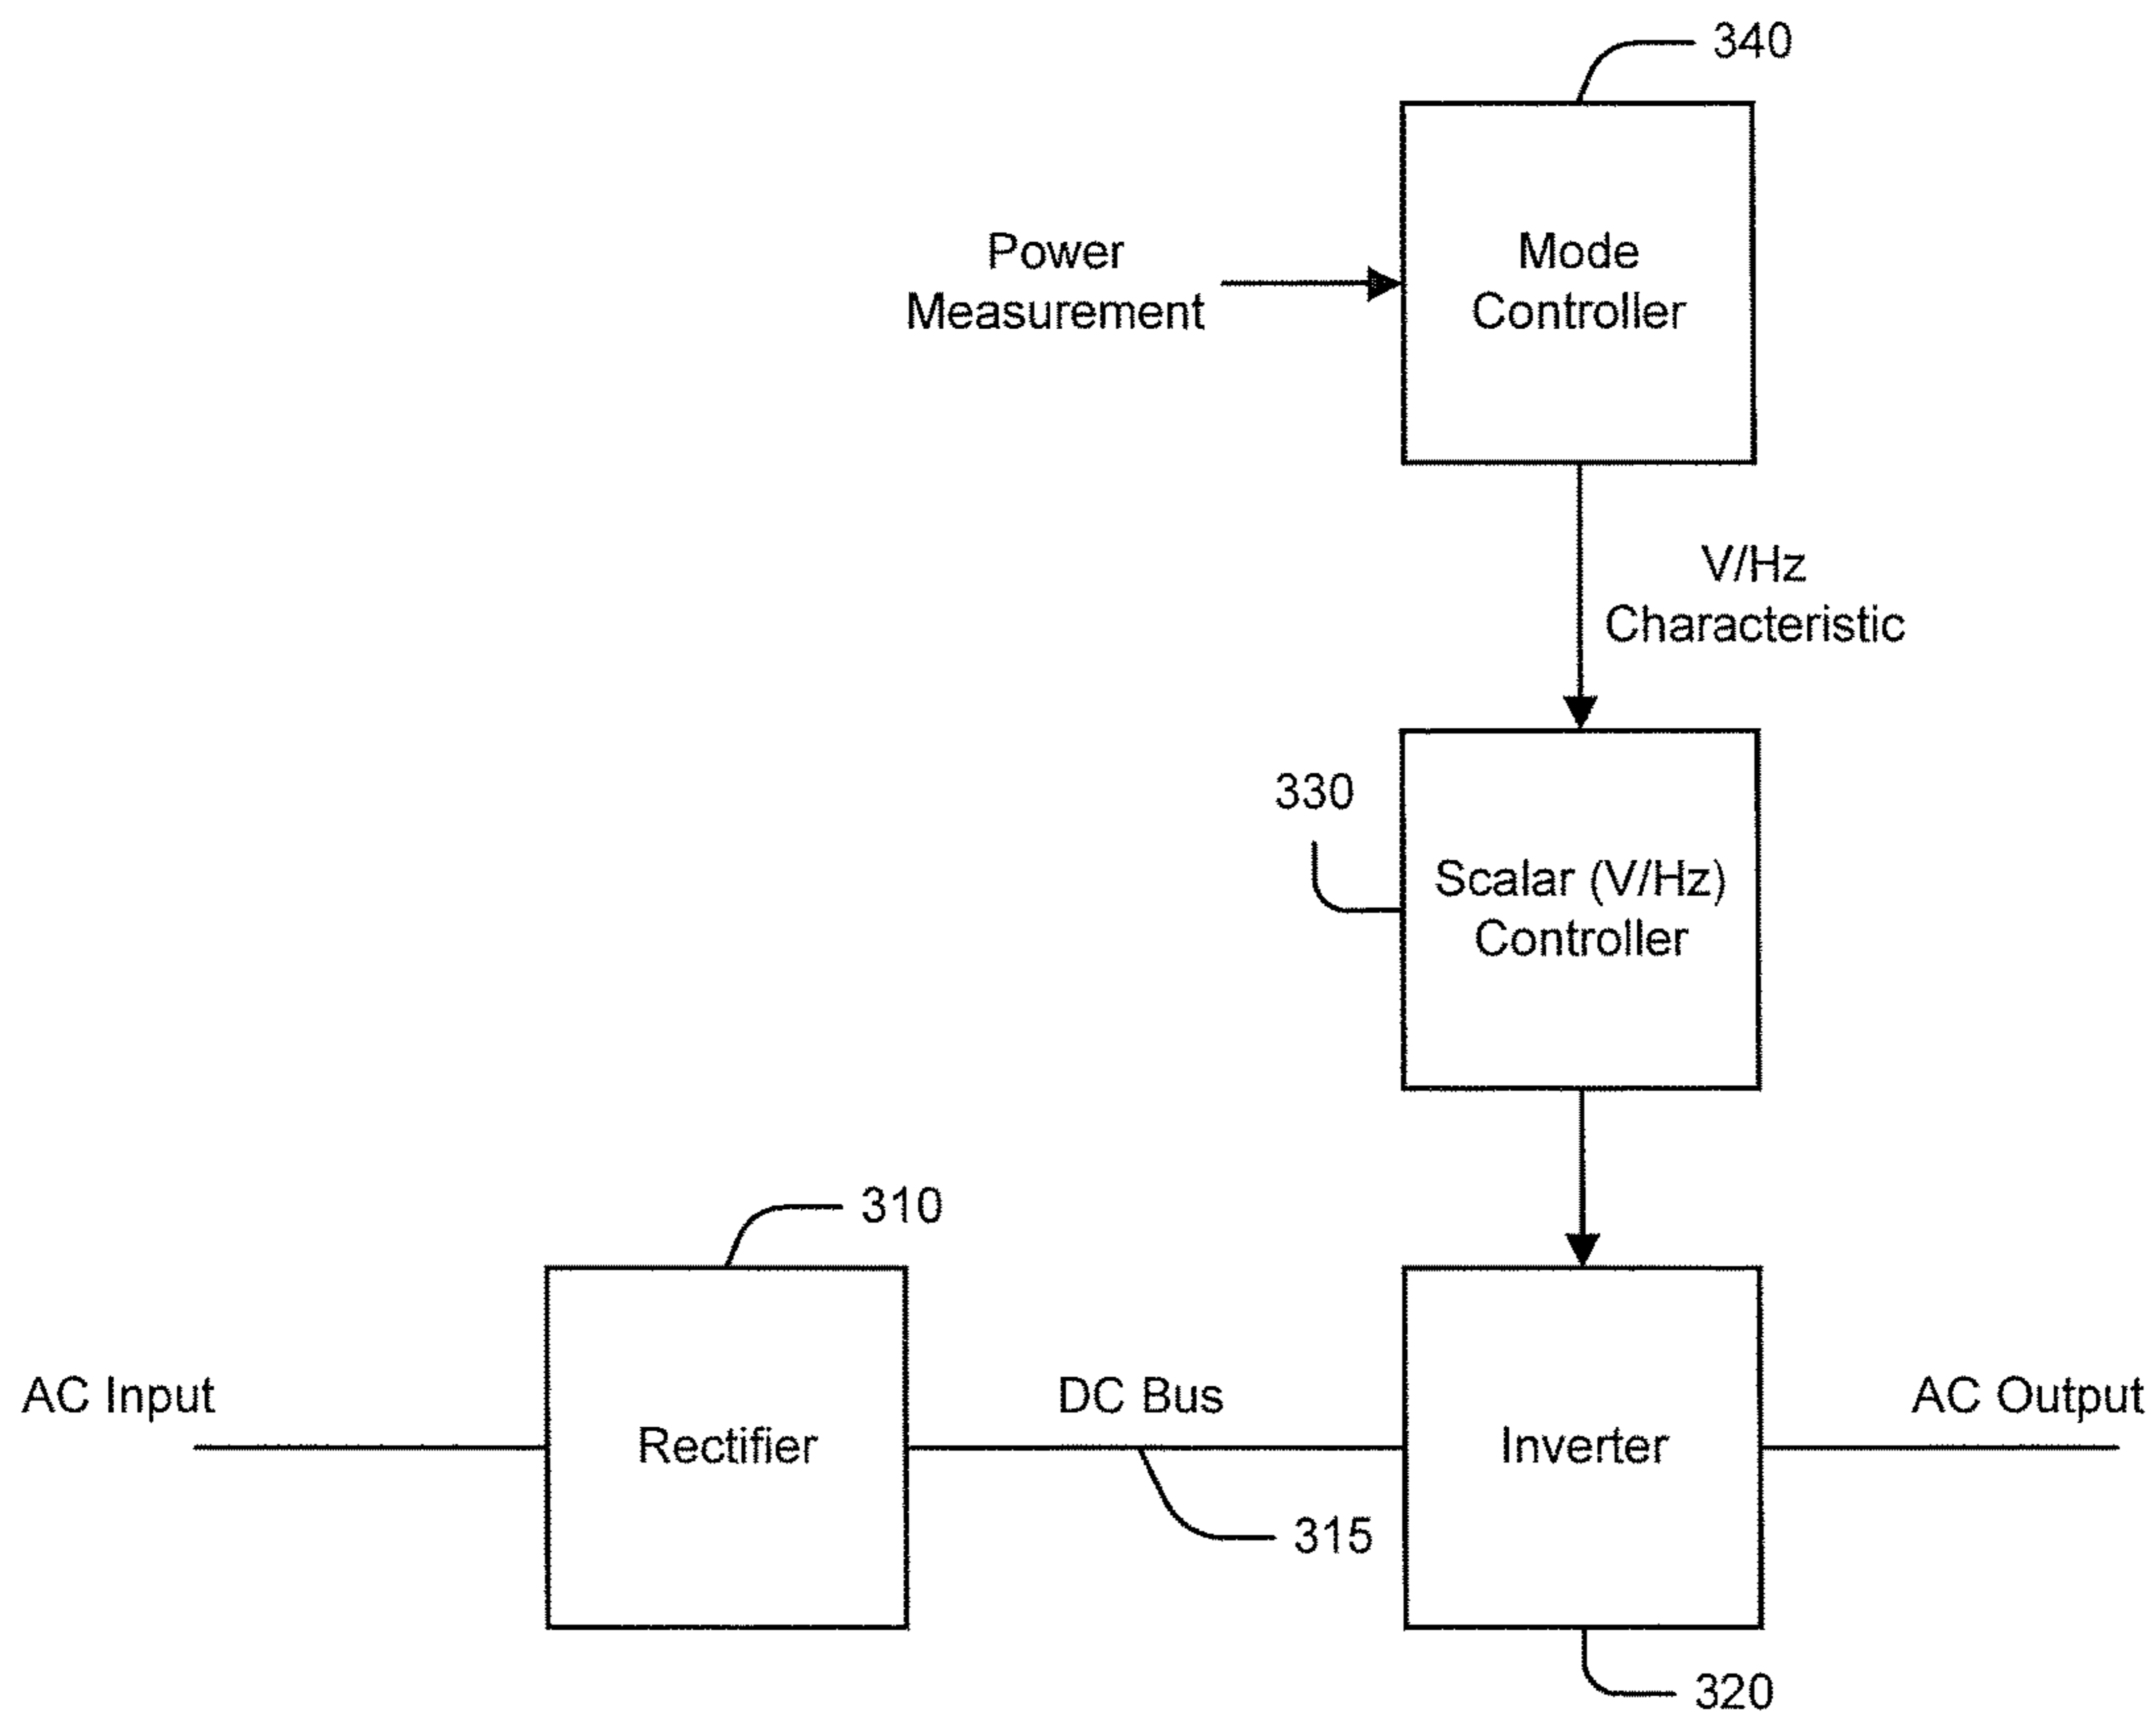 340
Power
Measurement
Mode
Controller
V/Hz
Characteristic
330
Scalar (V/Hz)
Controller
310
AC Input
Rectifier
DC Bus
315
Inverter
AC Output
320